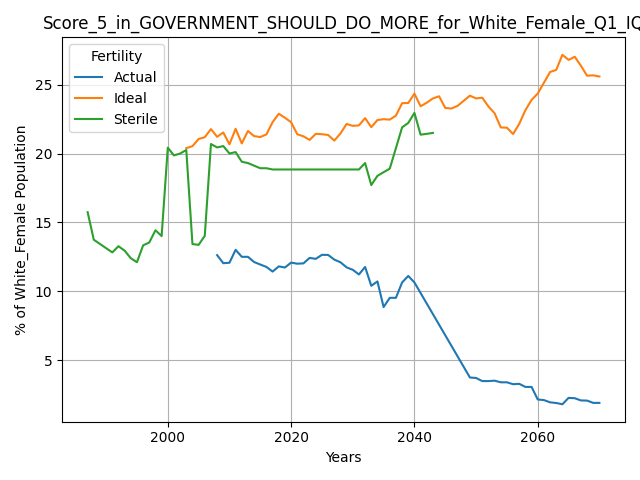 Score_5_in_GOVERNMENT_SHOULD_DO_MORE_for_White_Female_Q1_IQ
Fertility
Actual
Ideal
Sterile
% of White_Female Population
25
20
15
10
5
2000 2020 2040 2060
Years